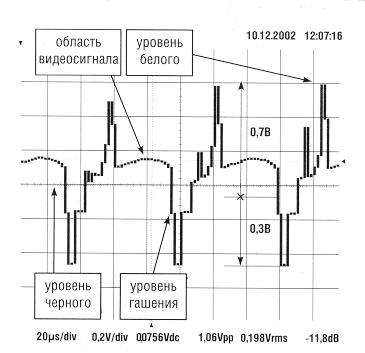 10.12.2002 12:07:16
область
видеосигнала
уровень
белого
0,7В
0,3В
уровень
черного
уровень
гашения
20µs/div 0,2V/div 0,0756Vdc 1,06Vpp 0,198Vrms -11,8dB